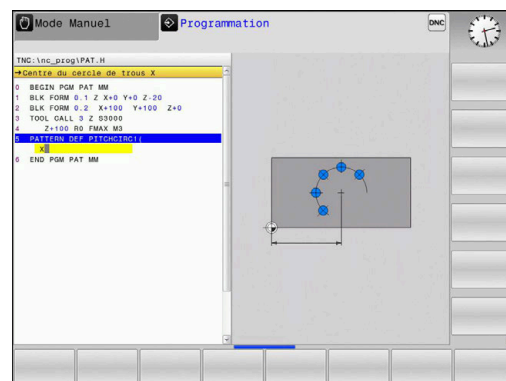 Mode Manuel
Programmation
DNC
TNC:\nc_prog\PAT.H
→Centre du cercle de trous X
0 BEGIN PGM PAT MM
1 BLK FORM 0.1 Z X+0 Y+0 Z-20
2 BLK FORM 0.2 X+100 Y+100 Z+0
3 TOOL CALL 3 Z S3000
4 Z+100 R0 FMAX M3
5 PATTERN DEF PITCHCIRC1(
X
6 END PGM PAT MM